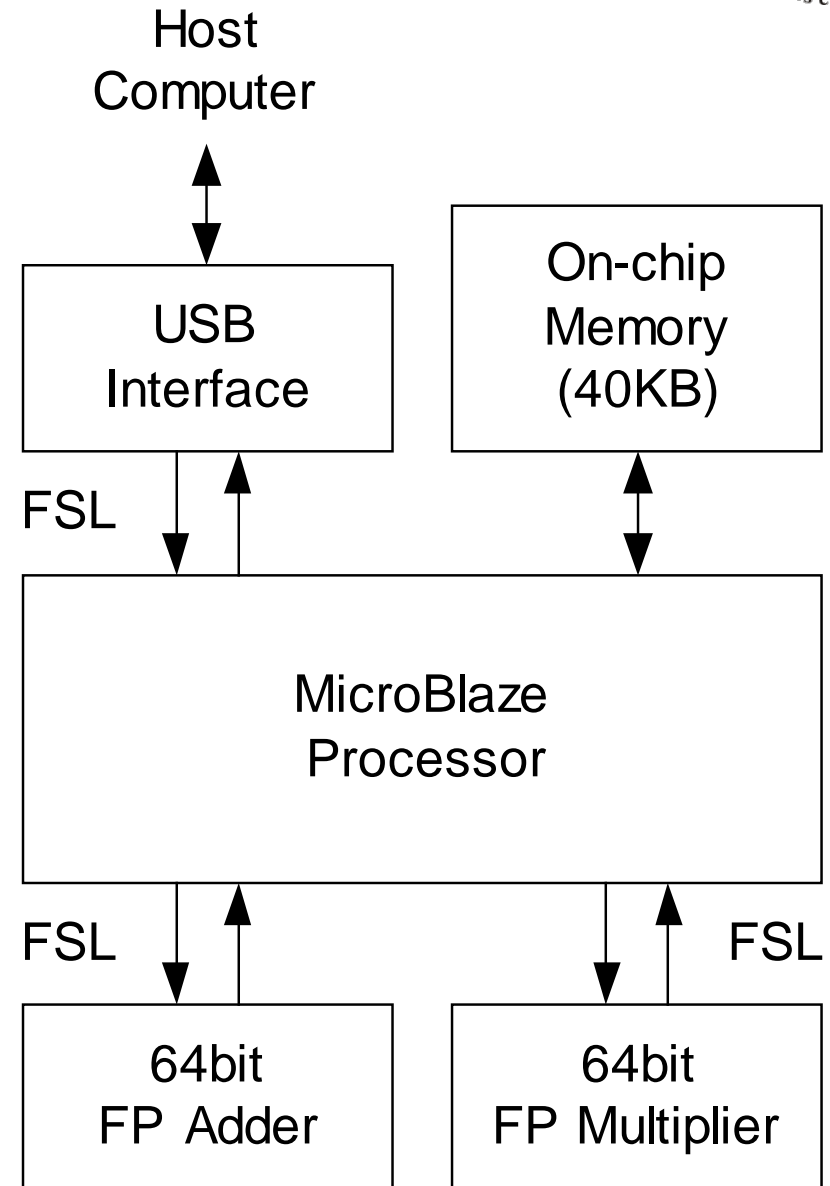 Host
Computer
USB
Interface
On-chip
Memory
(40KB)
FSL
MicroBlaze
Processor
FSL
FSL
64bit
FP Adder
64bit
FP Multiplier